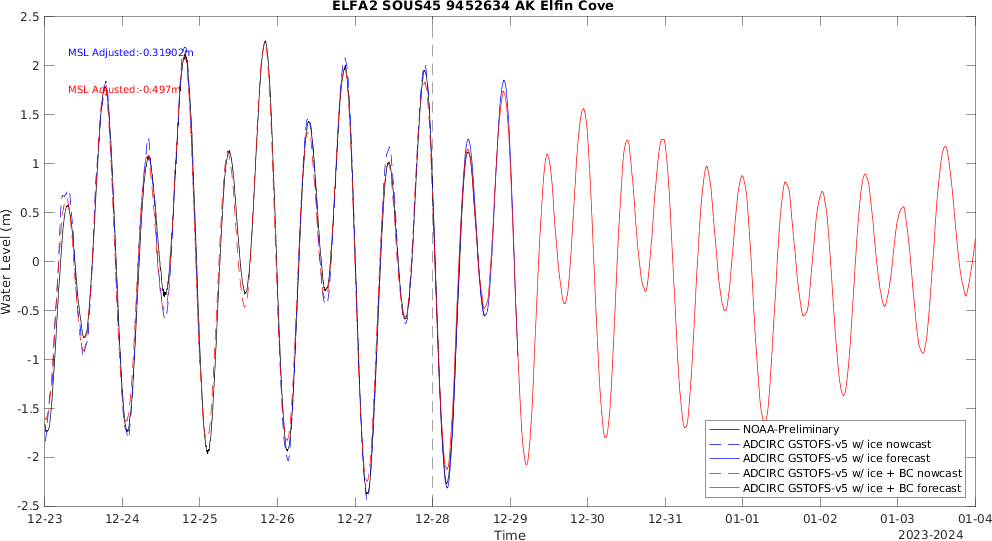 ELFA2 SOUS45 9452634 AK Elfin Cove
2.5
2
1.5
1
0.5
0
-0.5
-1
-1.5
-2
-2.5
Water Level (m)
MSL Adjusted:-0.31902m
MSL Adjusted:-0.497m
NOAA-Preliminary
ADCIRC GSTOFS-v5 w/ ice nowcast
ADCIRC GSTOFS-v5 w/ ice forecast
ADCIRC GSTOFS-v5 w/ice + BC nowcast
ADCIRC GSTOFS-v5 w/ice + BC forecast
12-23 12-24 12-25 12-26 12-27 12-28 12-29 12-30 12-31 01-01 01-02 01-03 01-04
Time
2023-2024